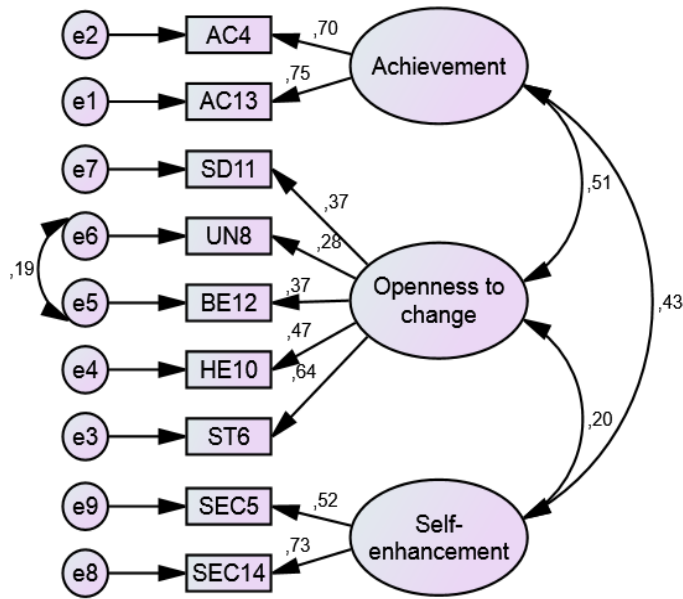 e2
AC4
,70
Achievement
e1
AC13
,75
e7
SD11
,37
,51
e6
UN8
,28
,19
e5
BE12
,37
Openness to
change
,43
e4
HE10
,47
,64
e3
ST6
,20
e9
SEC5
,52
Self-
enhancement
e8
SEC14
,73